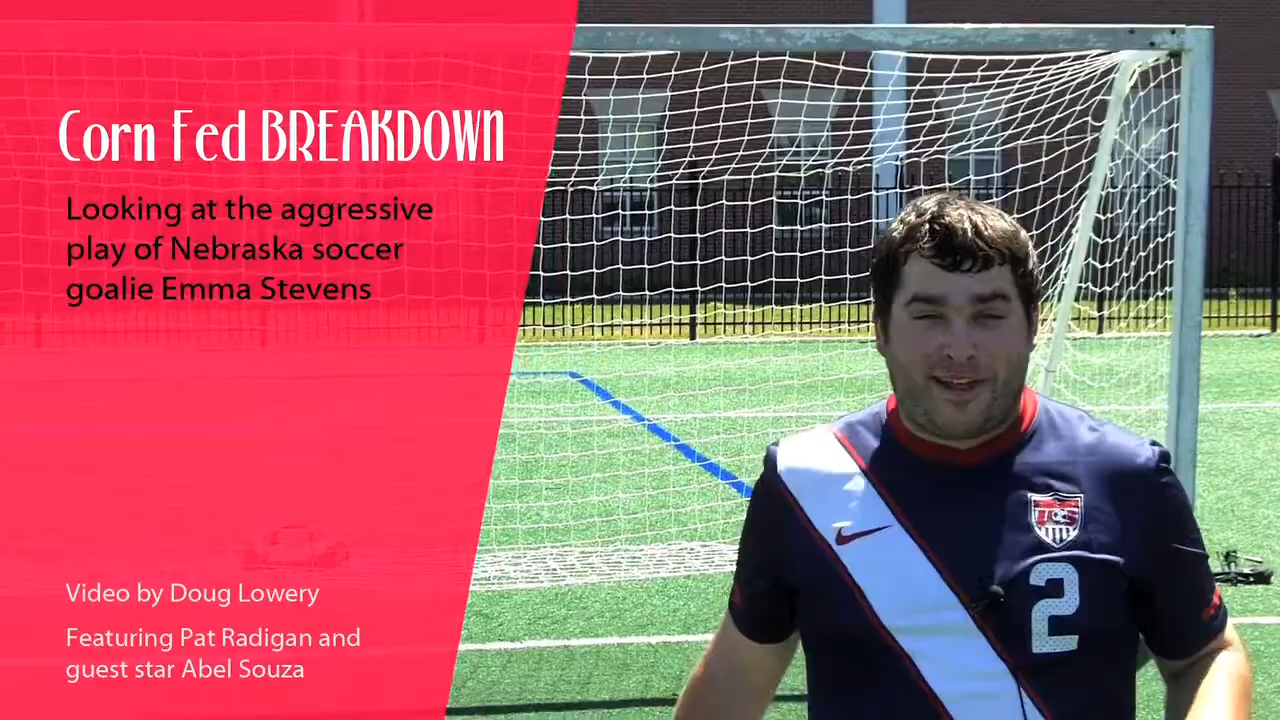 Corn Fed BREAKDOWN
Looking at the aggressive
play of Nebraska soccer
goalie Emma Stevens
Video by Doug Lowery
Featuring Pat Radigan and
guest star Abel Souza
US
2